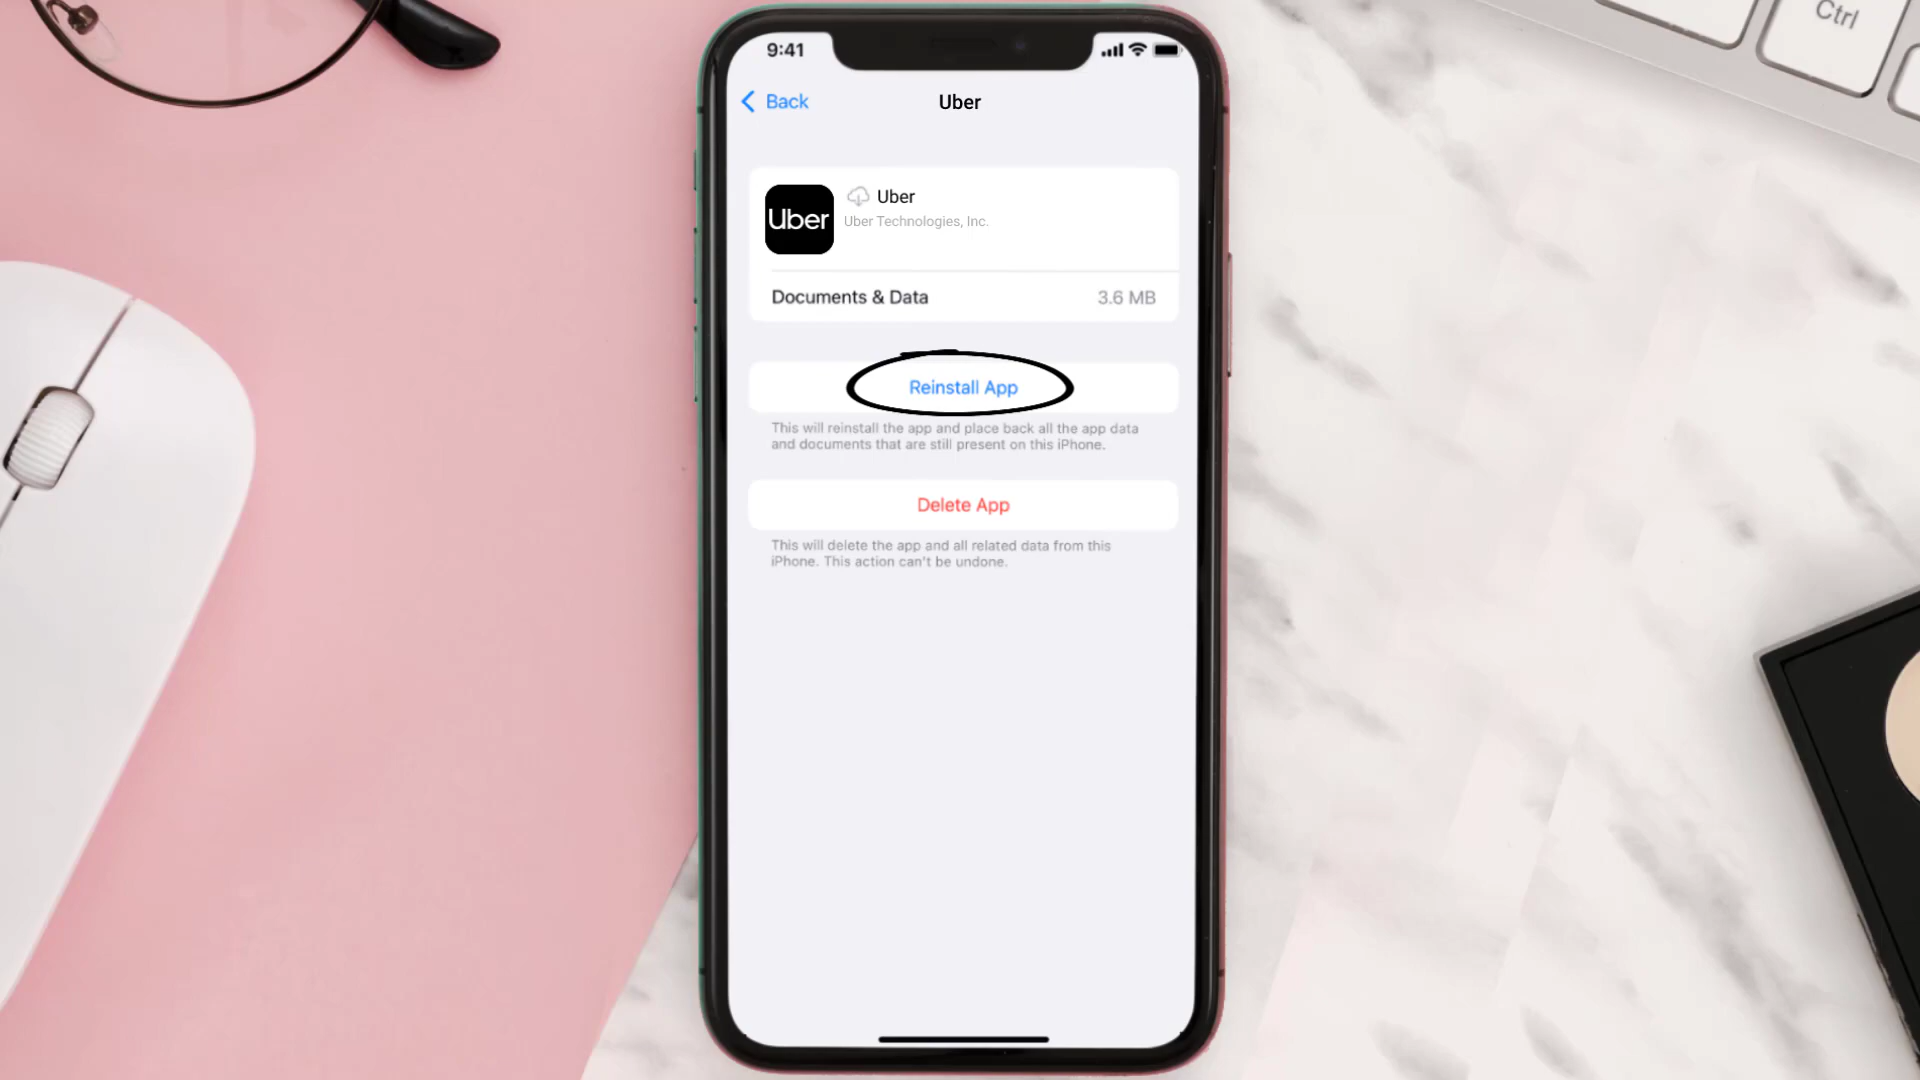 Ctrl
9:41
Back
Uber
Uber
Uber
Uber Technologies, Inc.
Documents & Data
3.6 MB
Reinstall App
This will reinstall the app and place back all the app data
and documents that are still present on this iPhone.
Delete App
This will delete the app and all related data from this
iPhone. This action can't be undone.